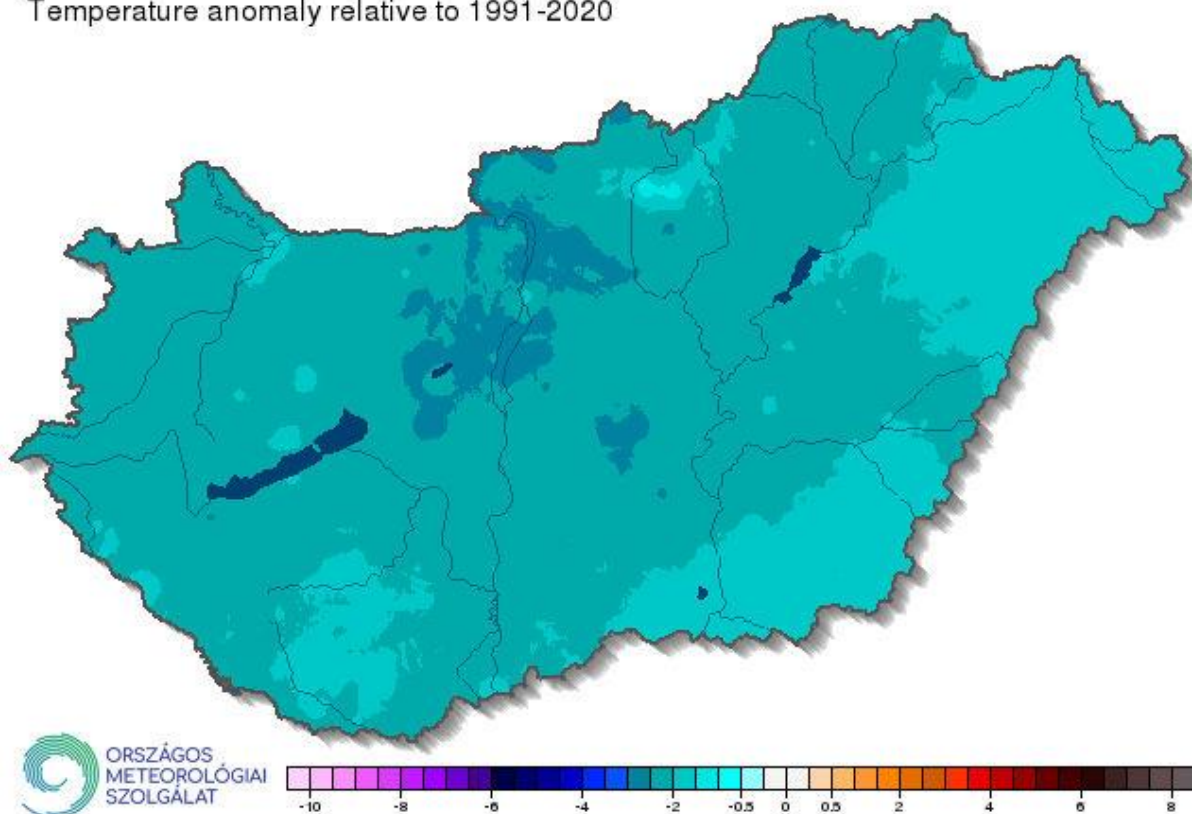 Temperature anomaly relative to 1991-2020
ORSZÁGOS
METEOROLÓGIAI
SZOLGÁLAT
-10 -8 -6 -4 -2 -0.5 0 0.5 2 4 6 8